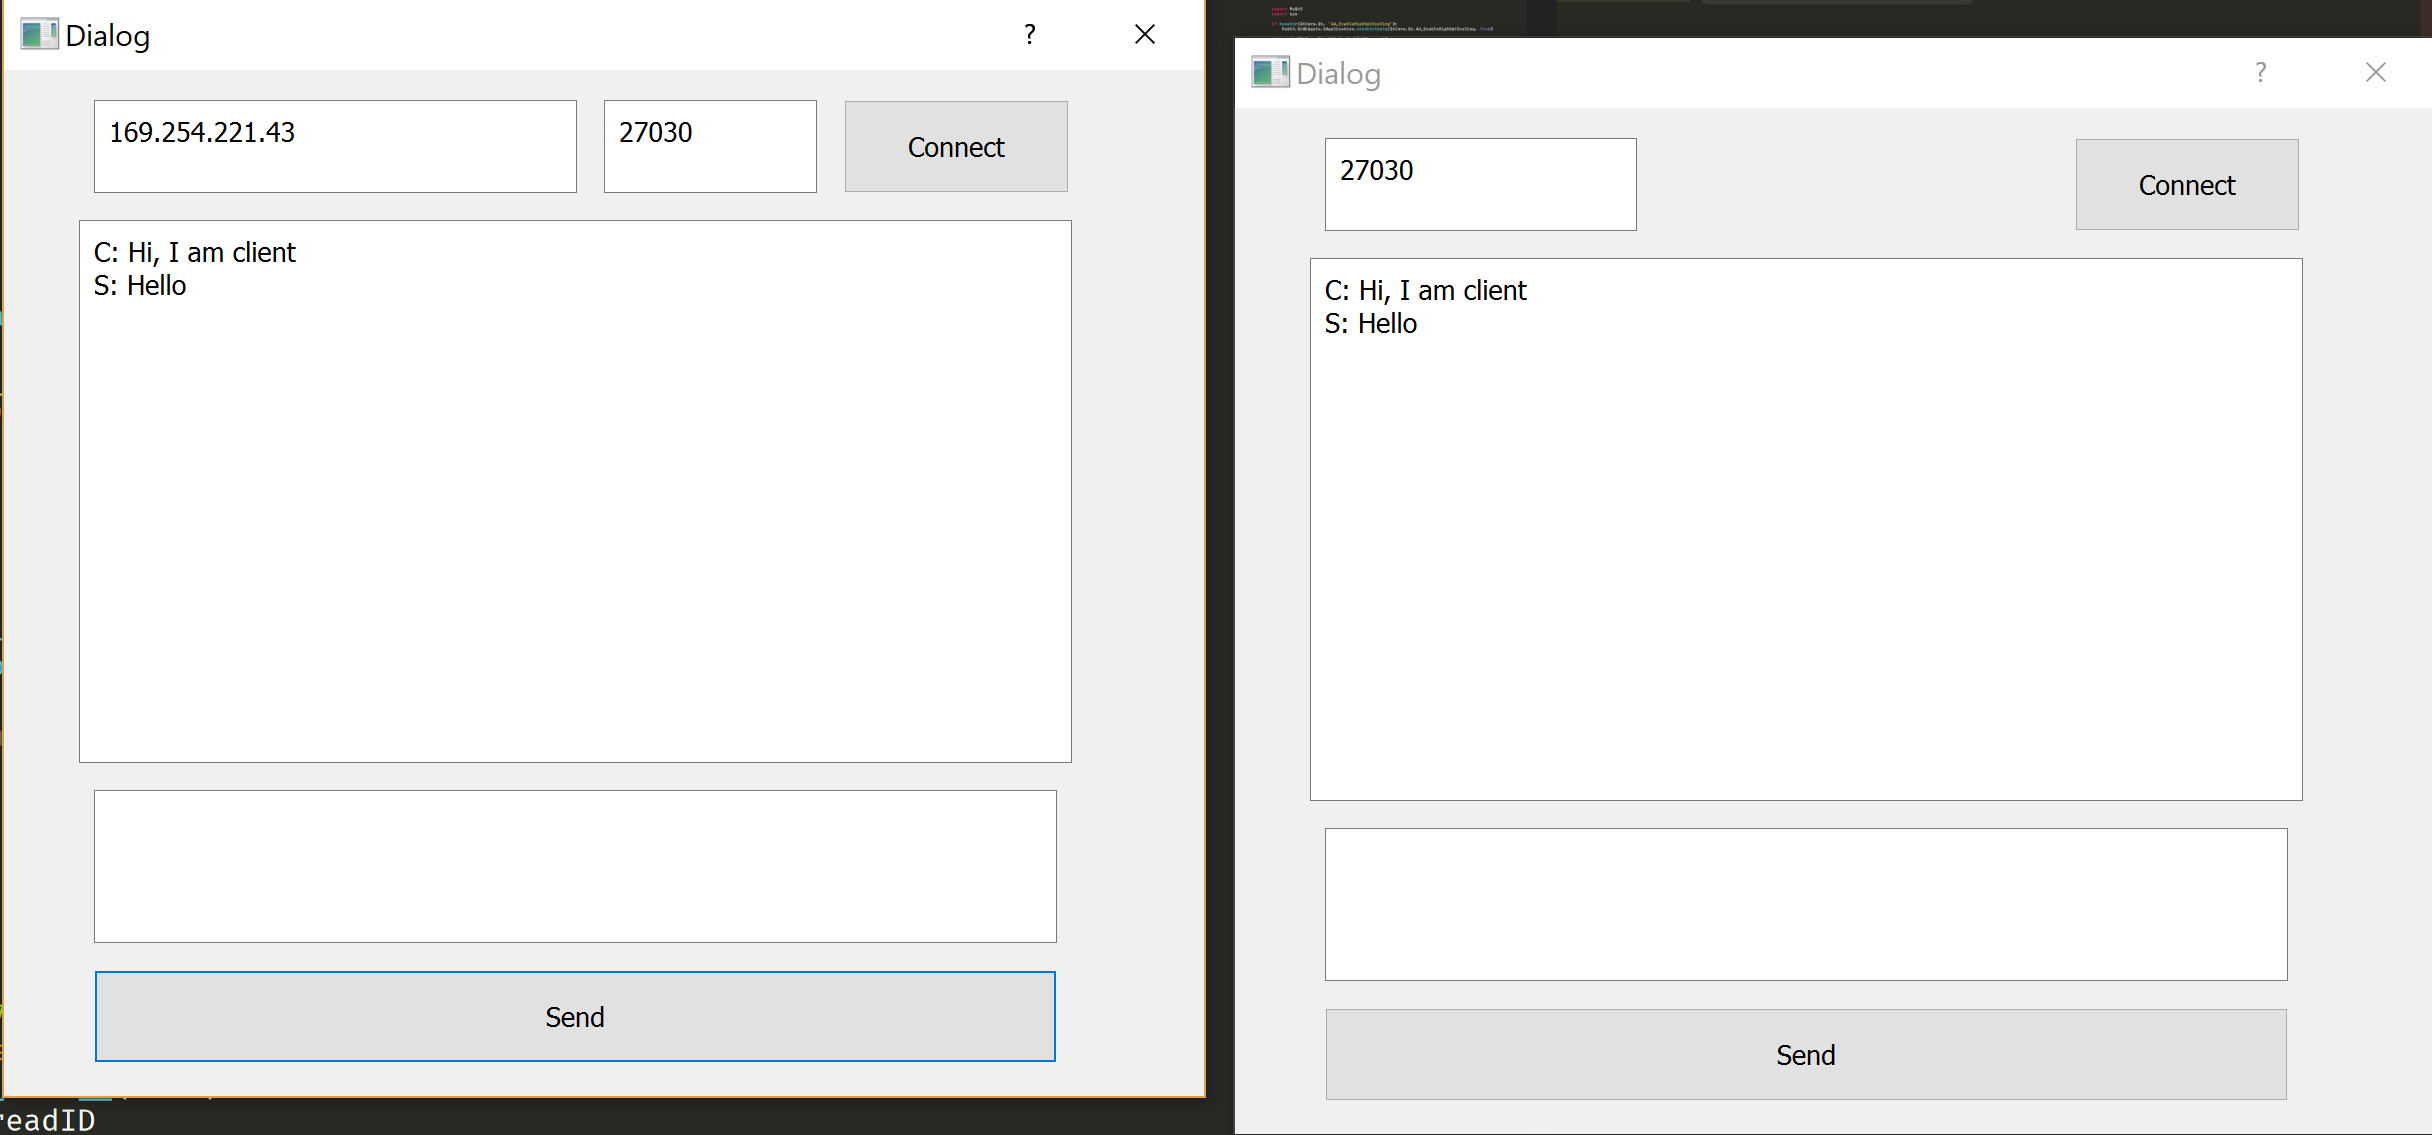 Dialog
?
169.254.221.43
27030
Connect
C: Hi, I am client
S: Hello
Send
readID
Dialog
?
27030
Connect
C: Hi, I am client
S: Hello
Send